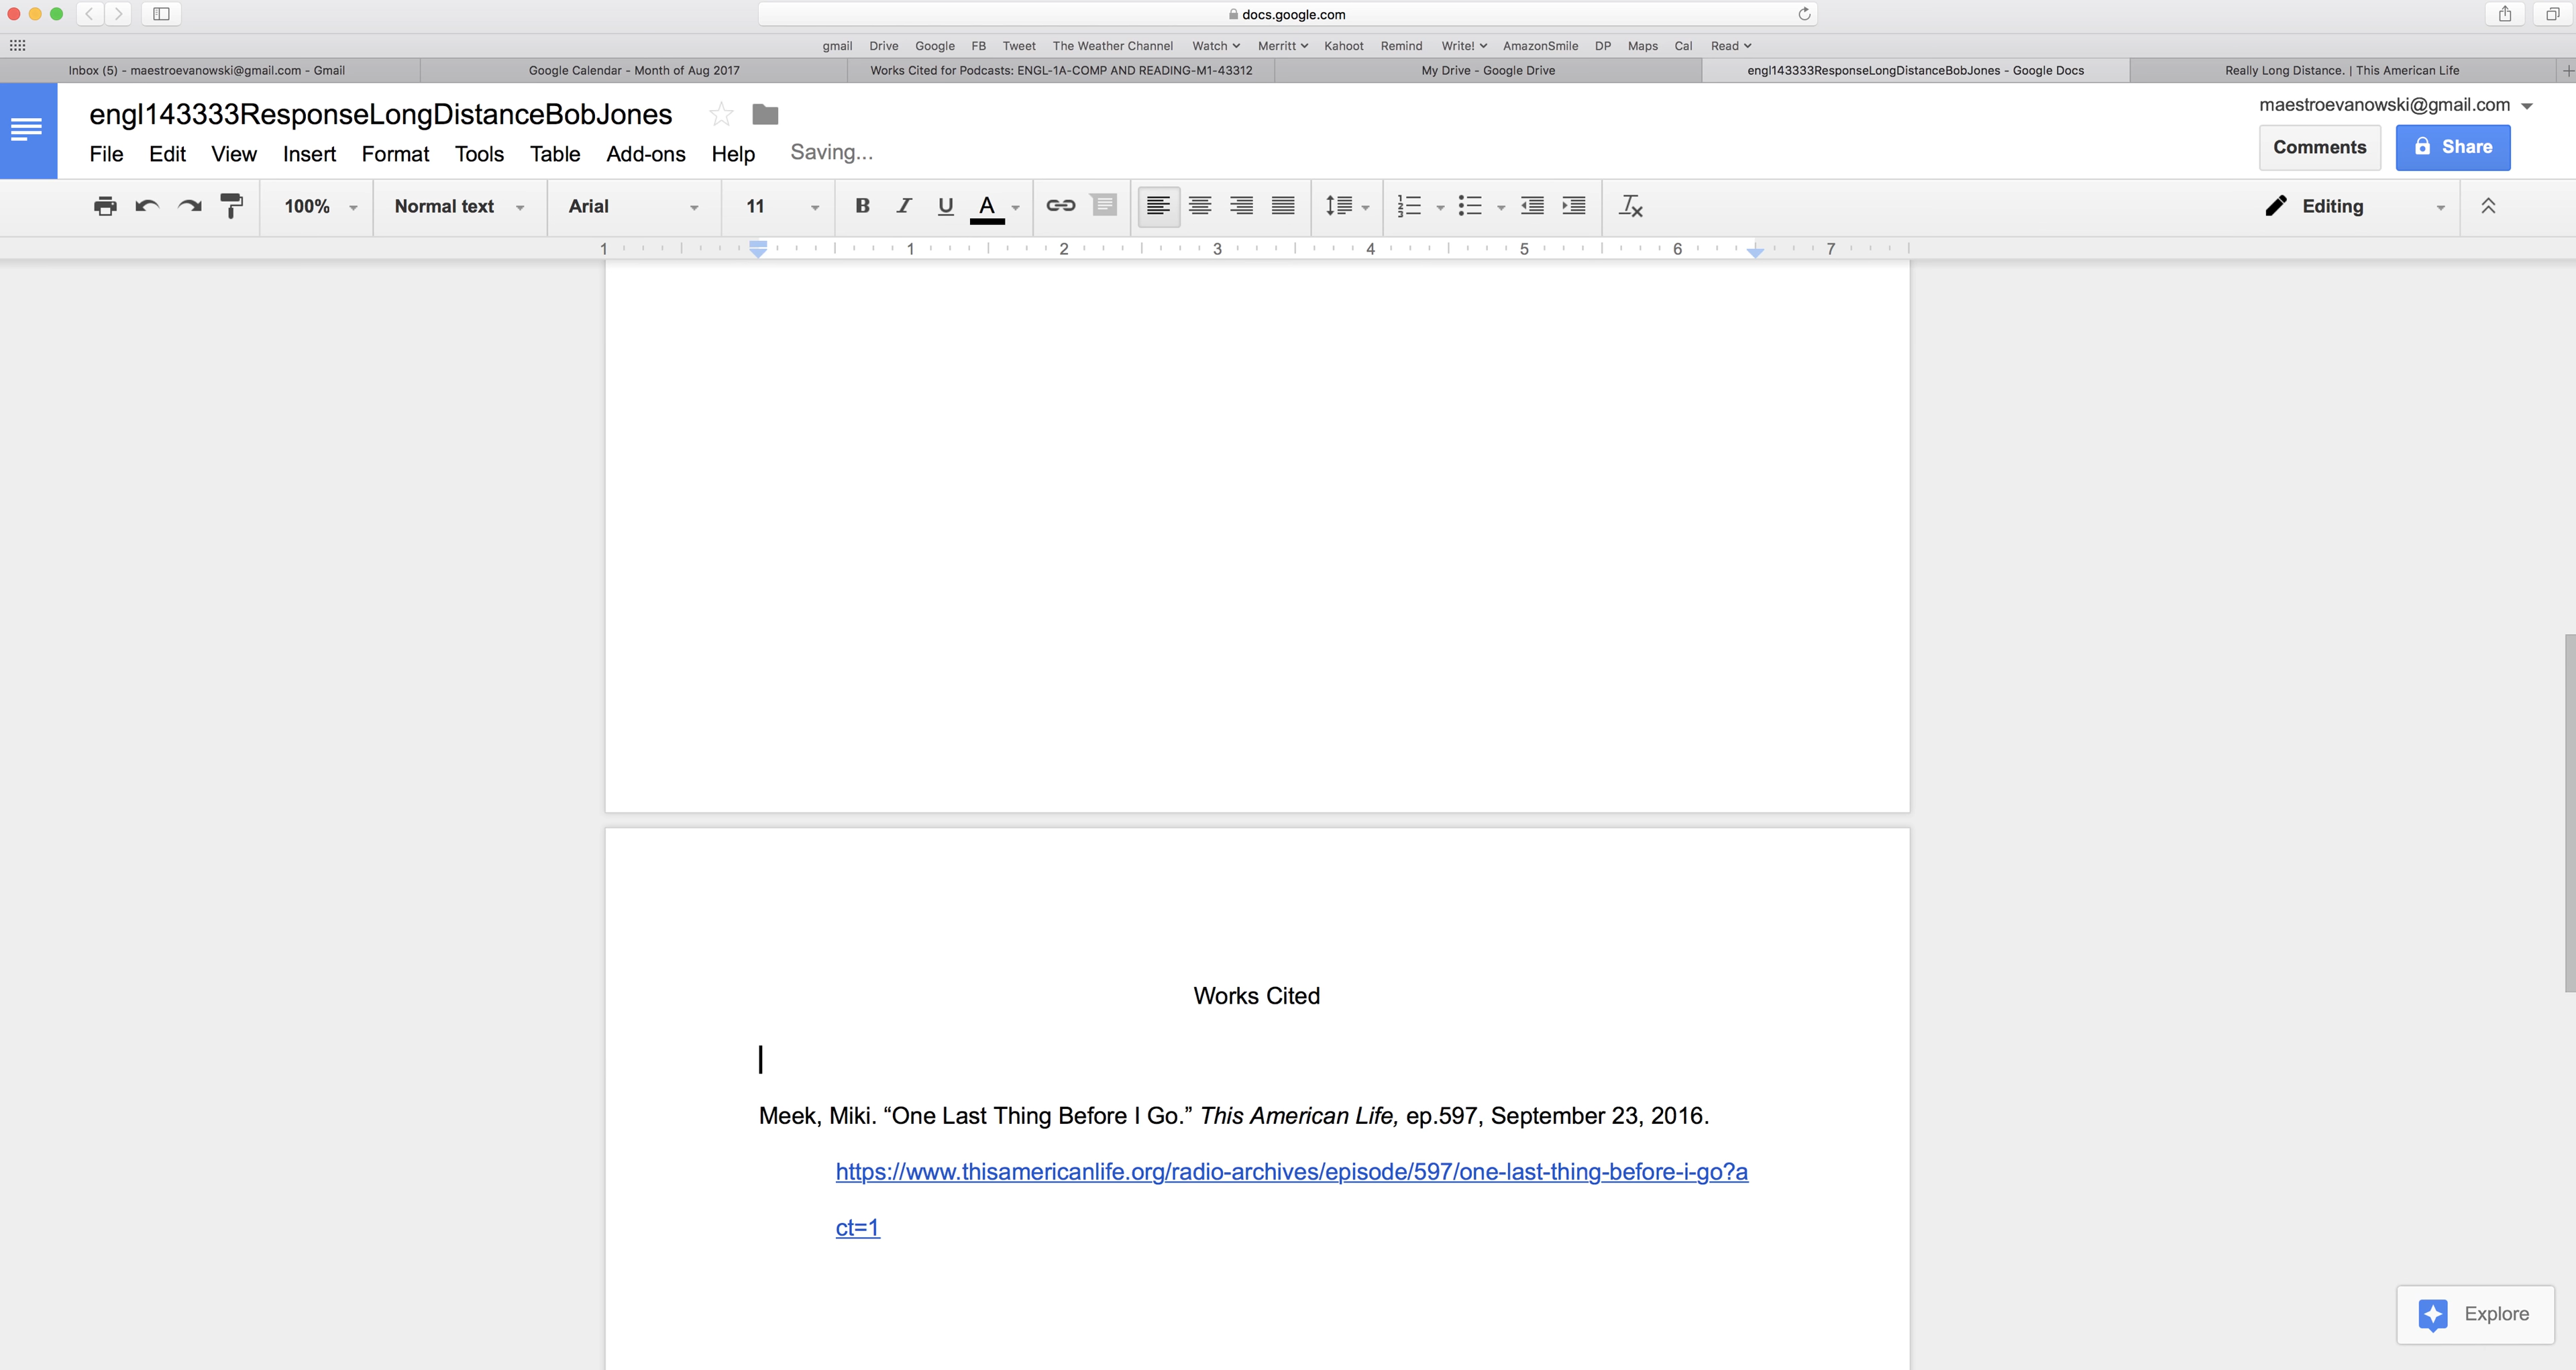 docs.google.com
gmail Drive Google FB Tweet The Weather Channel Watch Merritt Kahoot Remind Write! AmazonSmile DP Maps Cal Read
Inbox (5) - maestroevanowski@gmail.com - Gmail Google Calendar - Month of Aug 2017 Works Cited for Podcasts: ENGL-1A-COMP AND READING-M1-43312 My Drive - Google Drive engl143333ResponseLongDistanceBobJones - Google Docs Really Long Distance. | This American Life
engl143333ResponseLongDistanceBobJones
maestroevanowski@gmail.com
File Edit View Insert Format Tools Table Add-ons Help Saving...
Comments Share
100% Normal text Arial 11 B I U A Editing
1 1 2 3 4 5 6 7
Works Cited
Meek, Miki. “One Last Thing Before I Go.” This American Life, ep.597, September 23, 2016.
https://www.thisamericanlife.org/radio-archives/episode/597/one-last-thing-before-i-go?a
ct=1
Explore